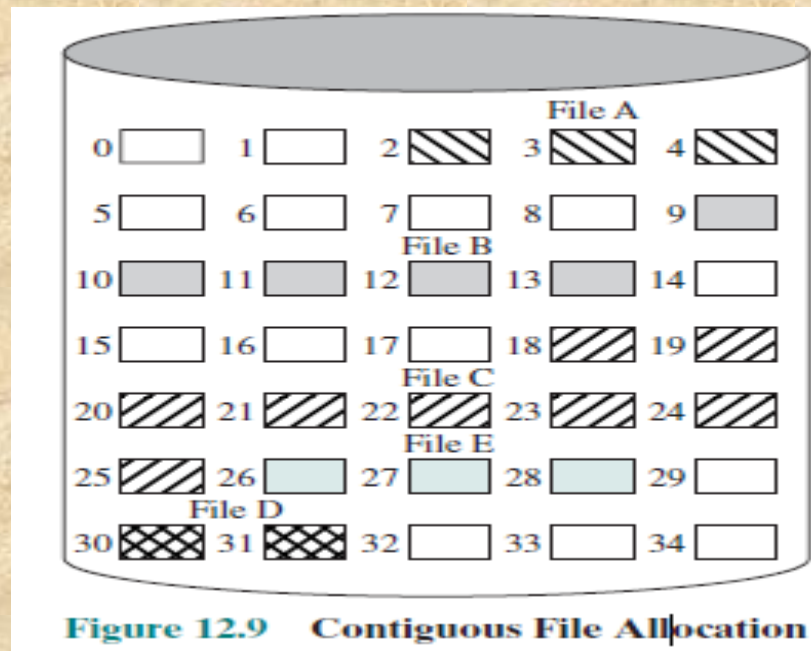 File A
0 1 2 3 4
5 6 7 8 9
File B
10 11 12 13 14
15 16 17 18 19
File C
20 21 22 23 24
File E
25 26 27 28 29
File D
30 31 32 33 34
Figure 12.9 Contiguous File Allocation